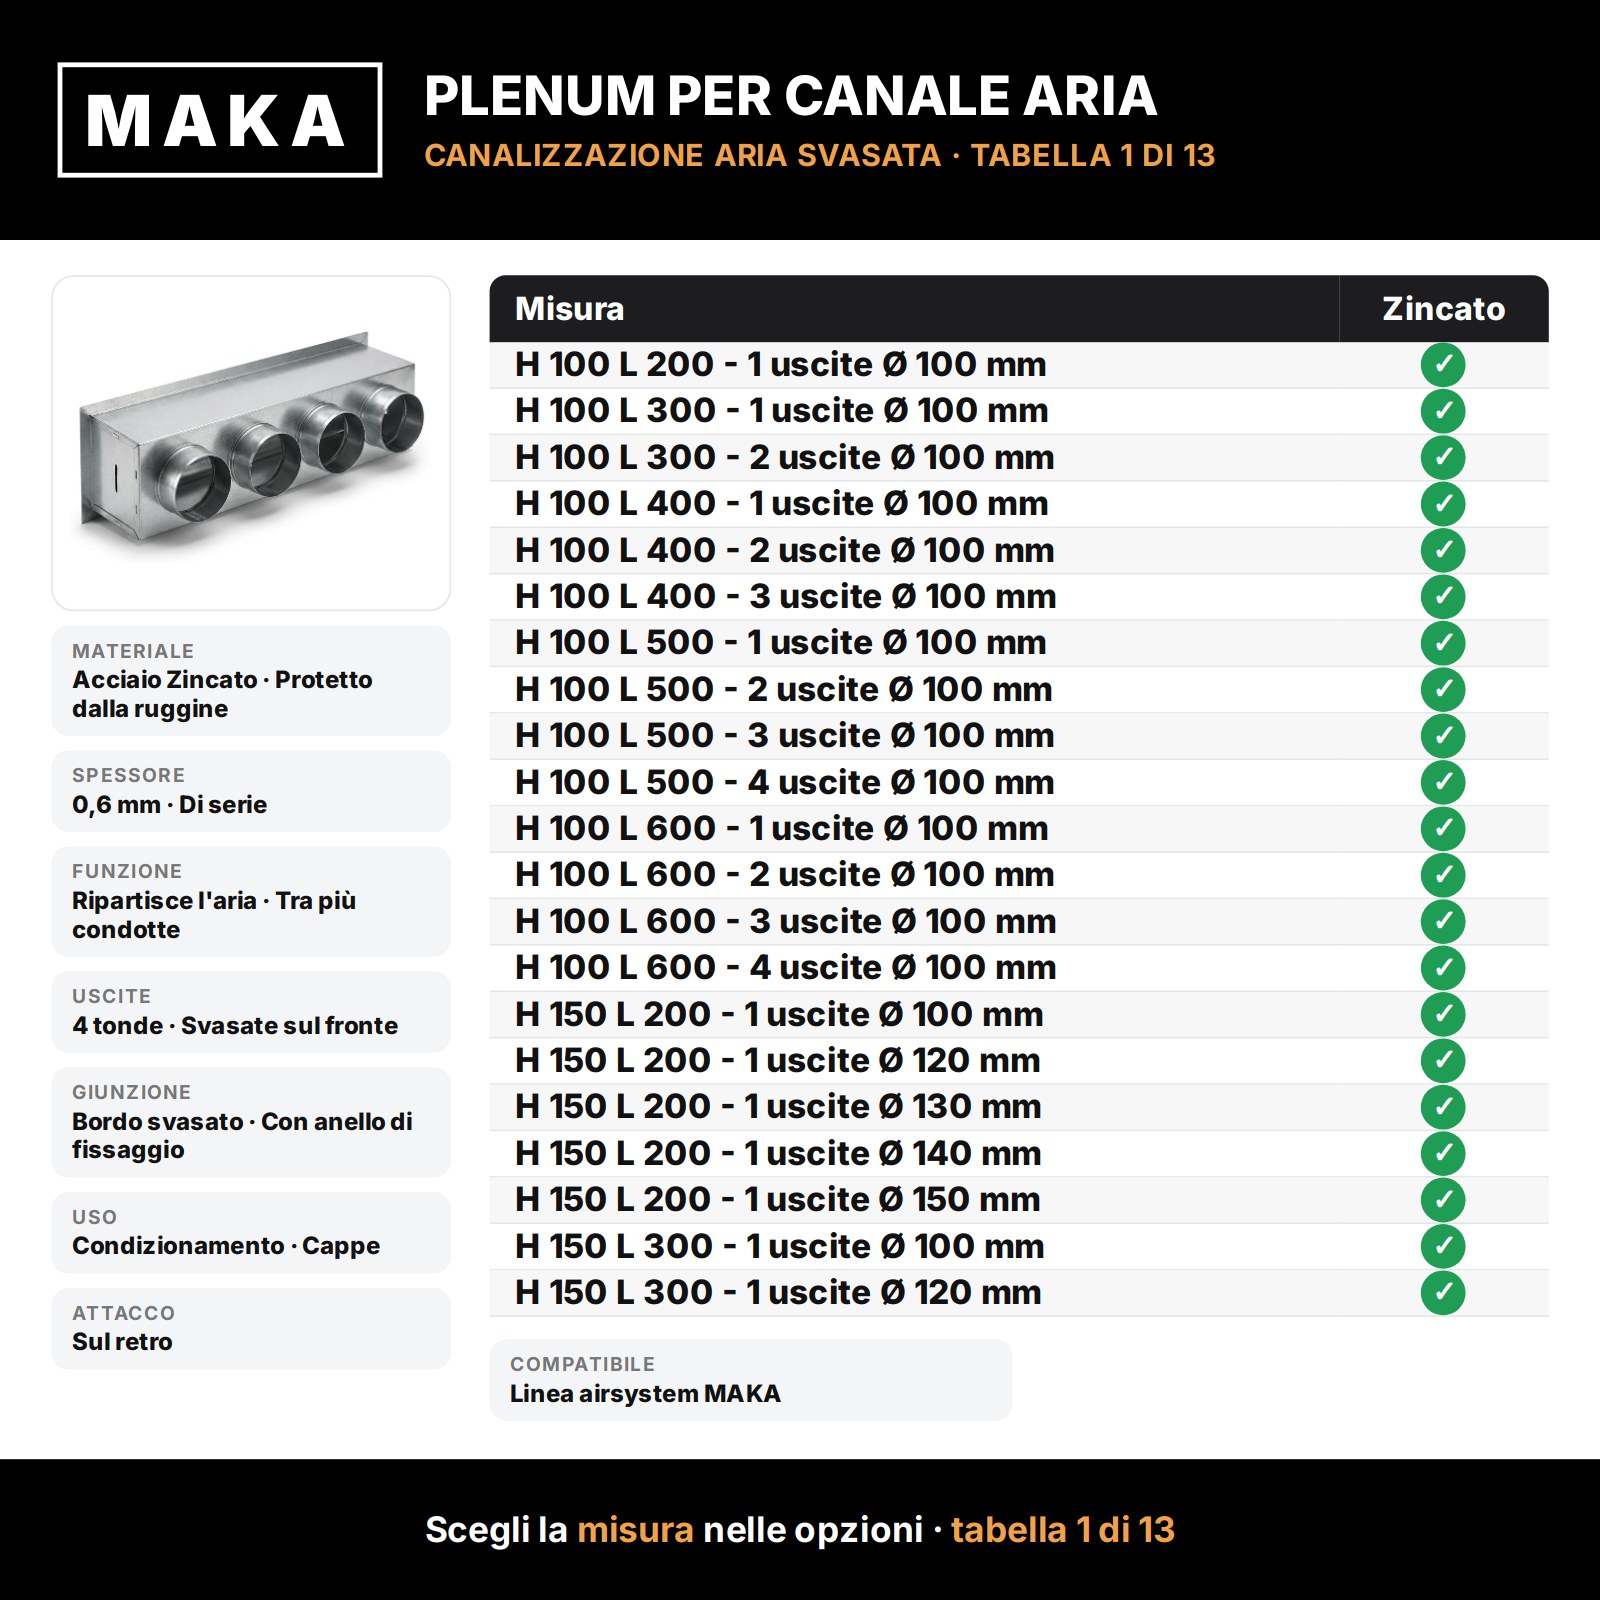 MAKA
PLENUM PER CANALE ARIA
CANALIZZAZIONE ARIA SVASATA · TABELLA 1 DI 13
MATERIALE
Acciaio Zincato · Protetto
dalla ruggine
SPESSORE
0,6 mm · Di serie
FUNZIONE
Ripartisce l'aria · Tra più
condotte
USCITE
4 tonde · Svasate sul fronte
GIUNZIONE
Bordo svasato · Con anello di
fissaggio
USO
Condizionamento · Cappe
ATTACCO
Sul retro
Misura Zincato
H 100 L 200 - 1 uscite Ø 100 mm ✓
H 100 L 300 - 1 uscite Ø 100 mm ✓
H 100 L 300 - 2 uscite Ø 100 mm ✓
H 100 L 400 - 1 uscite Ø 100 mm ✓
H 100 L 400 - 2 uscite Ø 100 mm ✓
H 100 L 400 - 3 uscite Ø 100 mm ✓
H 100 L 500 - 1 uscite Ø 100 mm ✓
H 100 L 500 - 2 uscite Ø 100 mm ✓
H 100 L 500 - 3 uscite Ø 100 mm ✓
H 100 L 500 - 4 uscite Ø 100 mm ✓
H 100 L 600 - 1 uscite Ø 100 mm ✓
H 100 L 600 - 2 uscite Ø 100 mm ✓
H 100 L 600 - 3 uscite Ø 100 mm ✓
H 100 L 600 - 4 uscite Ø 100 mm ✓
H 150 L 200 - 1 uscite Ø 100 mm ✓
H 150 L 200 - 1 uscite Ø 120 mm ✓
H 150 L 200 - 1 uscite Ø 130 mm ✓
H 150 L 200 - 1 uscite Ø 140 mm ✓
H 150 L 200 - 1 uscite Ø 150 mm ✓
H 150 L 300 - 1 uscite Ø 100 mm ✓
H 150 L 300 - 1 uscite Ø 120 mm ✓
COMPATIBILE
Linea airsystem MAKA
Scegli la misura nelle opzioni · tabella 1 di 13